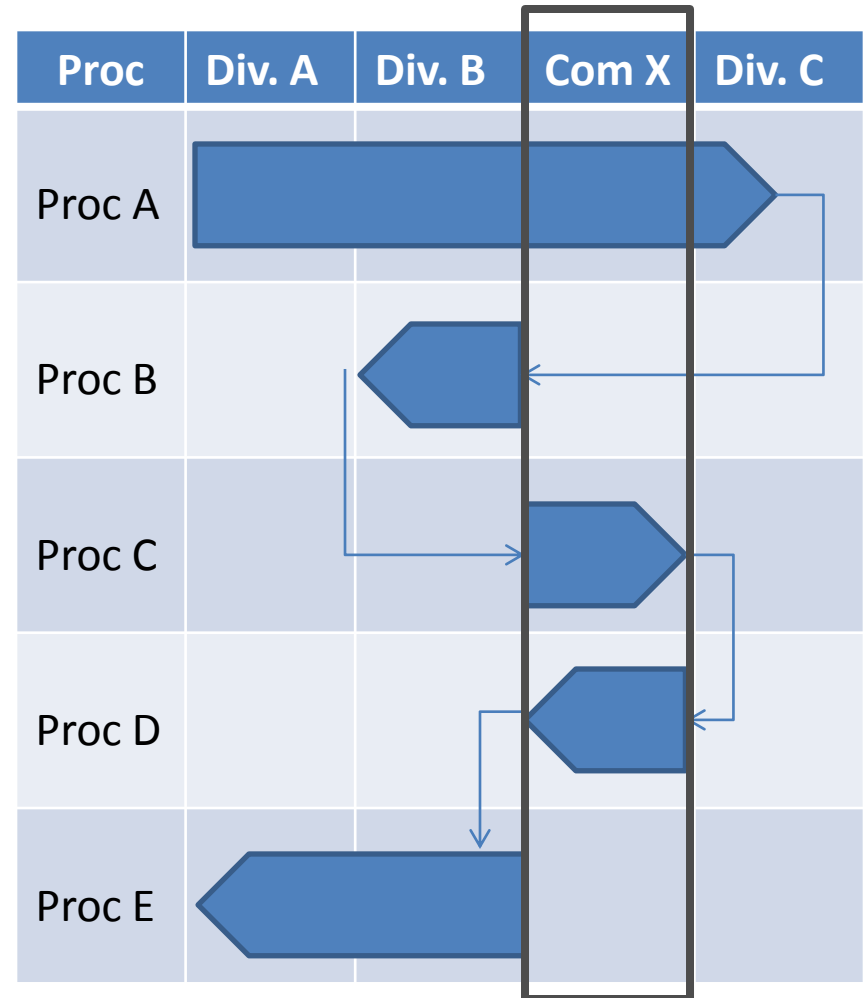 Proc Div. A Div. B Com X Div. C
Proc A
Proc B
Proc C
Proc D
Proc E